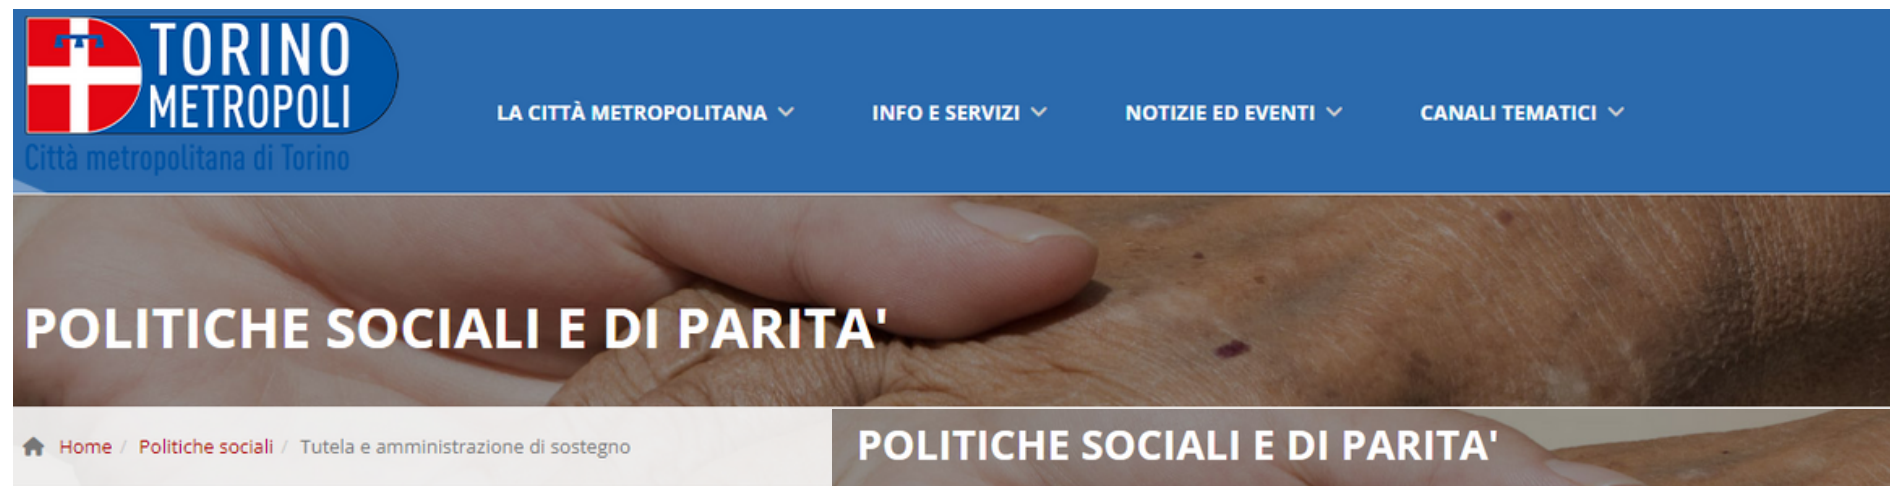 TORINO
METROPOLI
Città metropolitana di Torino
LA CITTÀ METROPOLITANA
INFO E SERVIZI
NOTIZIE ED EVENTI
CANALI TEMATICI
POLITICHE SOCIALI E DI PARITA'
Home / Politiche sociali / Tutela e amministrazione di sostegno
POLITICHE SOCIALI E DI PARITA'